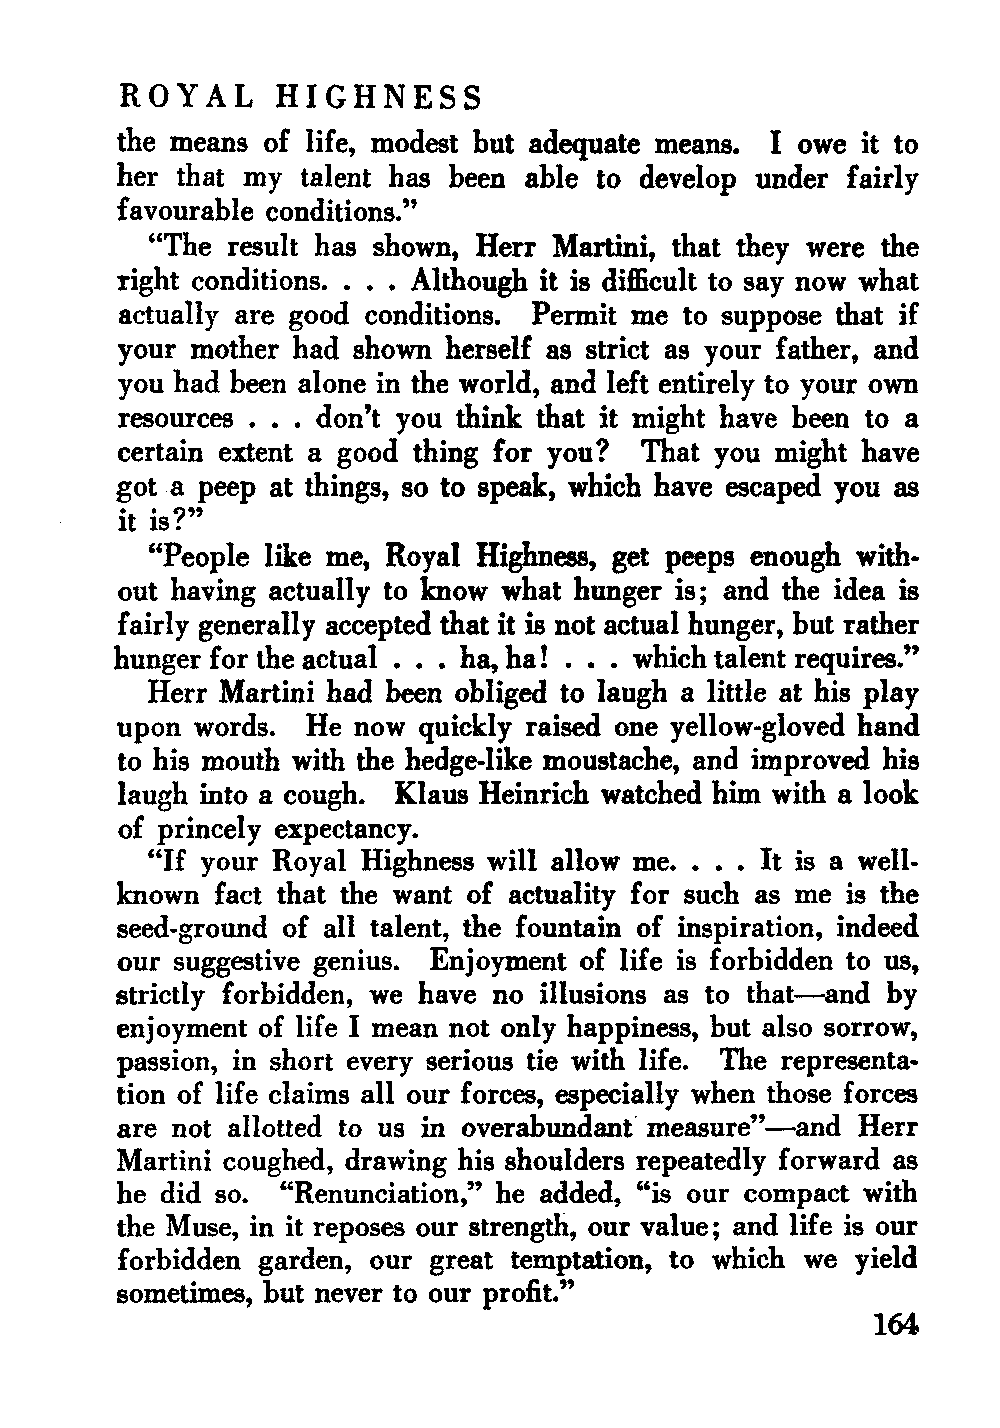 ROYAL HIGHNESS
the means of life, modest but adequate means. I owe it to
her that my talent has been able to develop under fairly
favourable conditions.”
“The result has shown, Herr Martini, that they were the
right conditions. . . . Although it is difficult to say now what
actually are good conditions. Permit me to suppose that if
your mother had shown herself as strict as your father, and
you had been alone in the world, and left entirely to your own
resources . . . don’t you think that it might have been to a
certain extent a good thing for you? That you might have
got a peep at things, so to speak, which have escaped you as
it is?”
“People like me, Royal Highness, get peeps enough with-
out having actually to know what hunger is; and the idea is
fairly generally accepted that it is not actual hunger, but rather
hunger for the actual . . . ha, ha! . . . which talent requires.”
Herr Martini had been obliged to laugh a little at his play
upon words. He now quickly raised one yellow-gloved hand
to his mouth with the hedge-like moustache, and improved his
laugh into a cough. Klaus Heinrich watched him with a look
of princely expectancy.
“If your Royal Highness will allow me. . . . It is a well-
known fact that the want of actuality for such as me is the
seed-ground of all talent, the fountain of inspiration, indeed
our suggestive genius. Enjoyment of life is forbidden to us,
strictly forbidden, we have no illusions as to that—and by
enjoyment of life I mean not only happiness, but also sorrow,
passion, in short every serious tie with life. The representa-
tion of life claims all our forces, especially when those forces
are not allotted to us in overabundant measure”—and Herr
Martini coughed, drawing his shoulders repeatedly forward as
he did so. “Renunciation,” he added, “is our compact with
the Muse, in it reposes our strength, our value; and life is our
forbidden garden, our great temptation, to which we yield
sometimes, but never to our profit.”
164